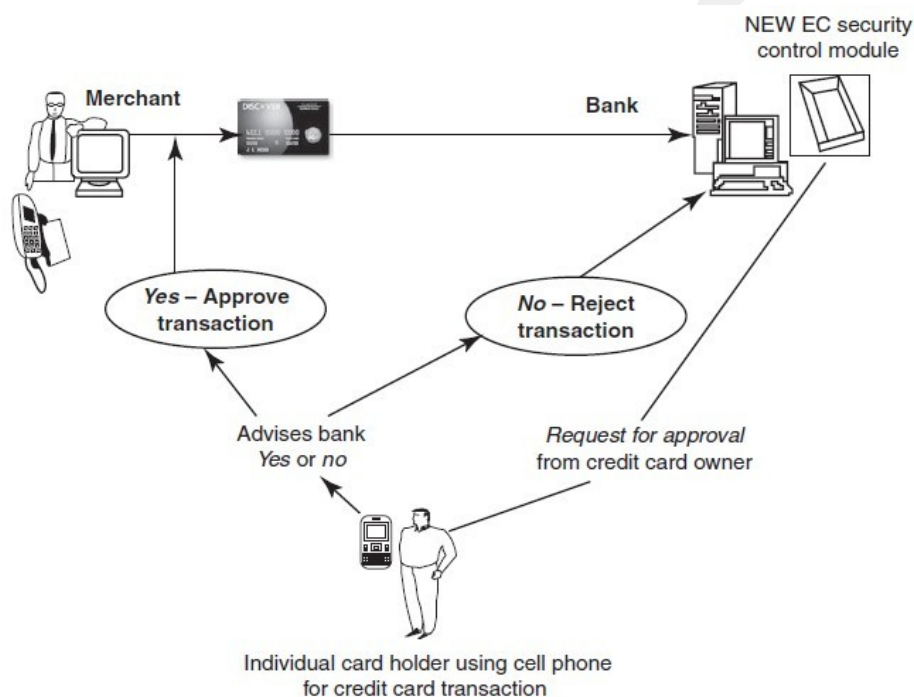 NEW EC security
control module
Merchant
Bank
DISCOVER
Yes – Approve
transaction
No – Reject
transaction
Advises bank
Yes or no
Request for approval
from credit card owner
Individual card holder using cell phone
for credit card transaction